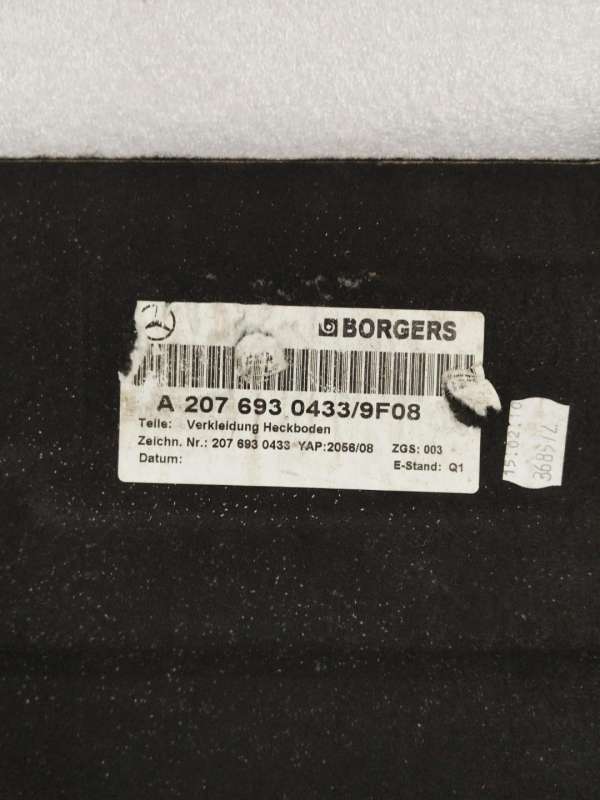 BORGERS
A 207 693 0433/9F08
Teile: Verkleidung Heckboden
Zeichn. Nr.: 207 693 0433 YAP:2056/08 ZGS: 003
Datum: E-Stand: Q1